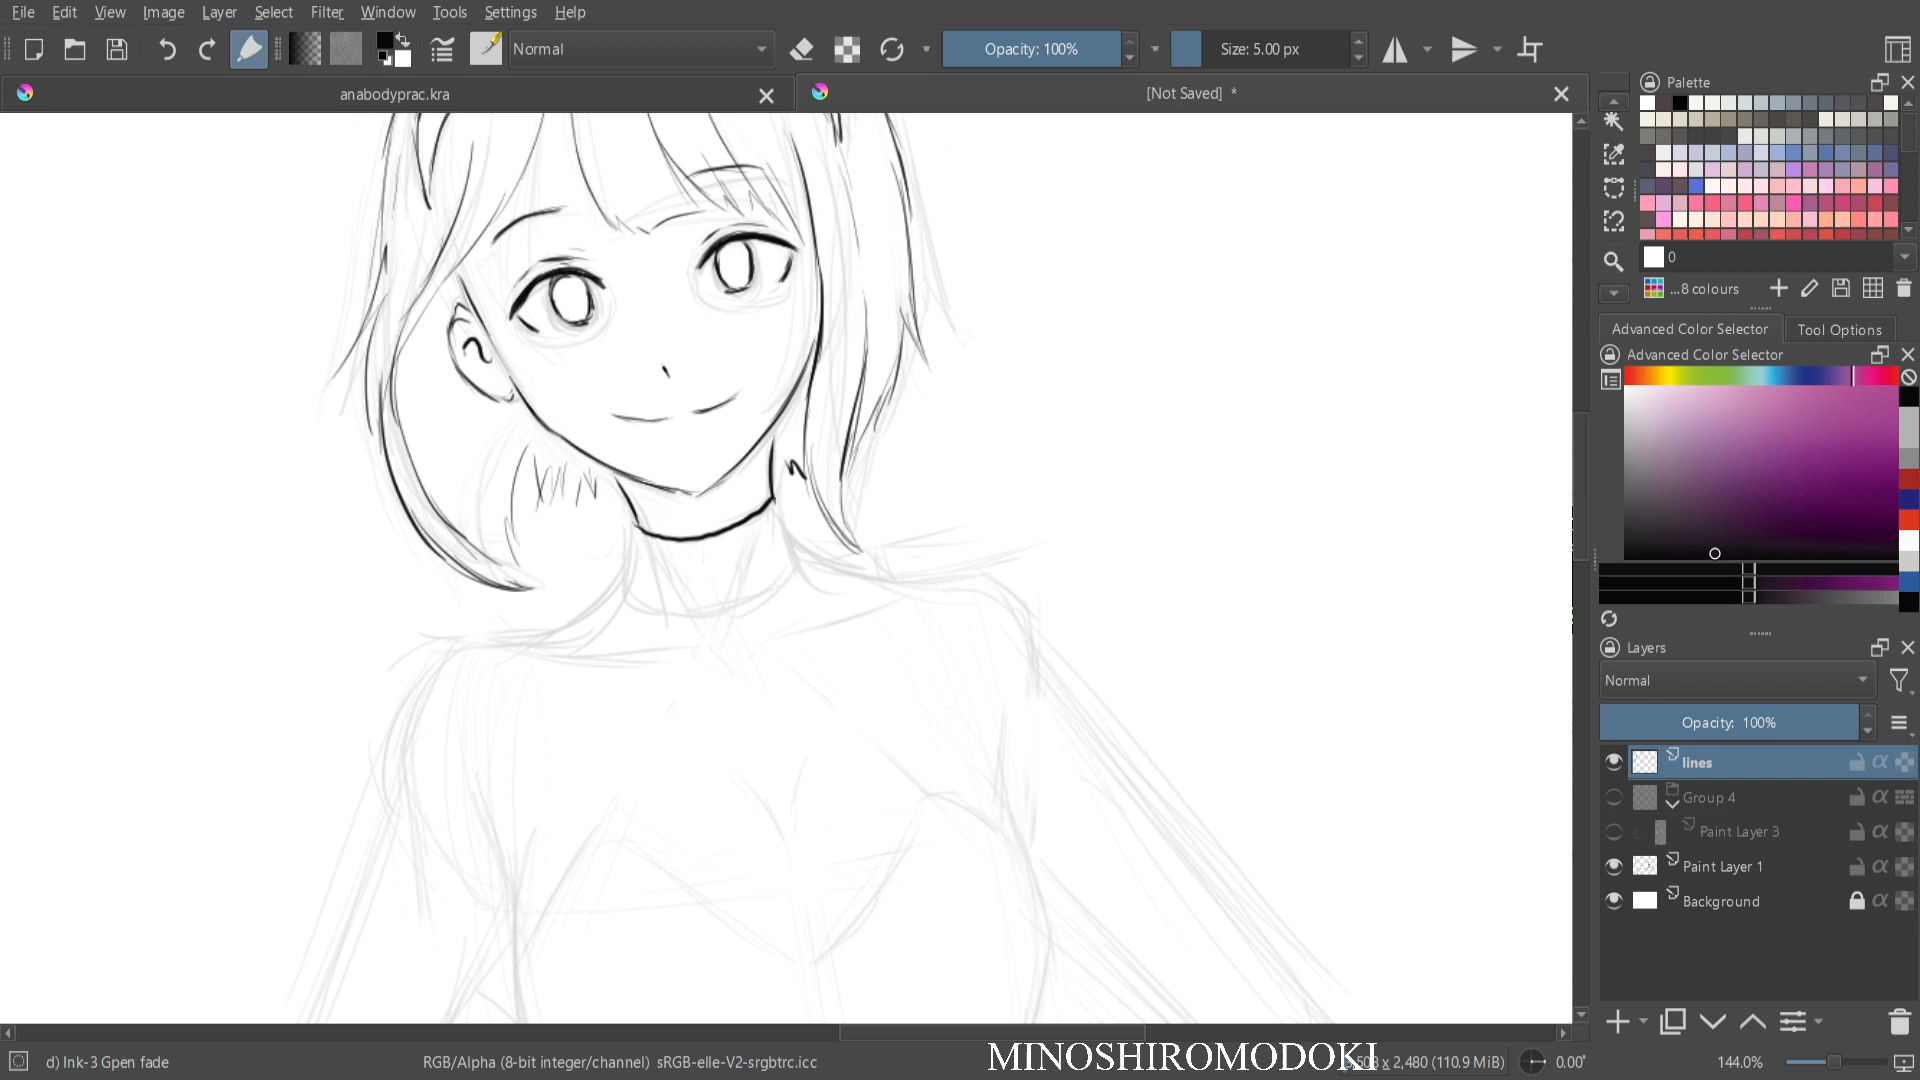 File Edit View Image Layer Select Filter Window Tools Settings Help
Normal Opacity: 100% Size: 5.00 px
anabodyprac.kra [Not Saved] *
Palette
0
...8 colours
Advanced Color Selector Tool Options
Advanced Color Selector
Layers
Normal
Opacity: 100%
lines
Group 4
Paint Layer 3
Paint Layer 1
Background
d) Ink-3 Gpen fade RGB/Alpha (8-bit integer/channel) sRGB-elle-V2-srgbtrc.icc MINOSHIROMODOKI x 2,480 (110.9 MiB) 0.00° 144.0%